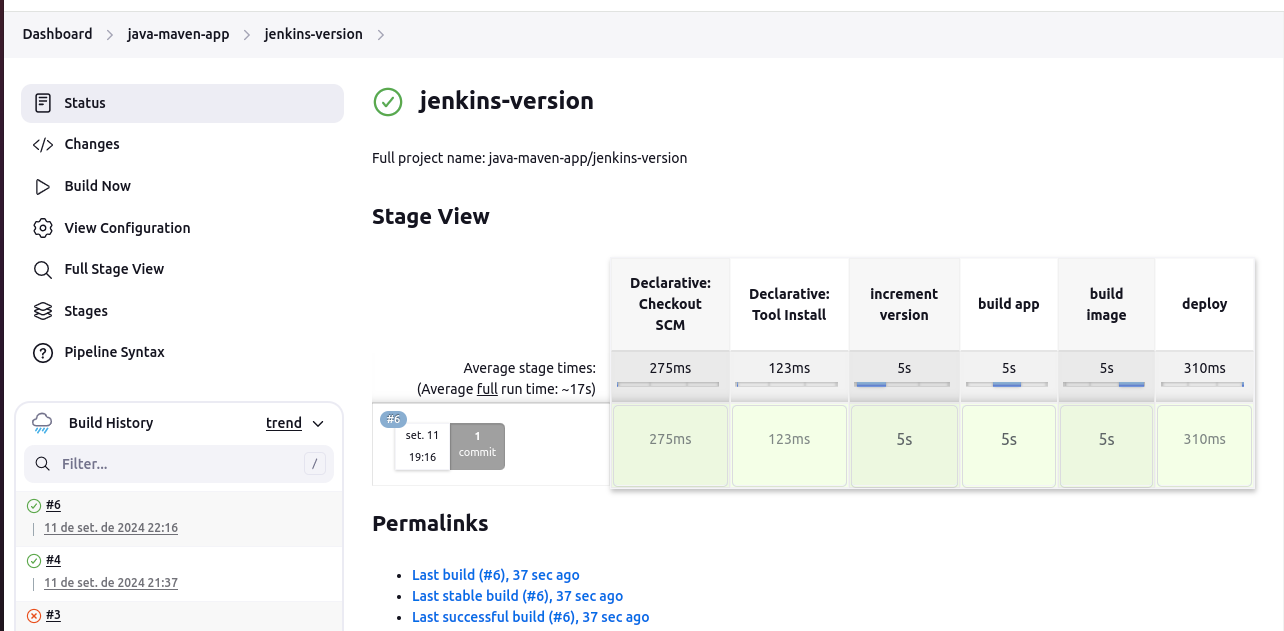 Dashboard > java-maven-app > jenkins-version >
Status
Changes
Build Now
View Configuration
Full Stage View
Stages
Pipeline Syntax
Build History trend
Filter... /
#6
11 de set. de 2024 22:16
#4
11 de set. de 2024 21:37
#3
jenkins-version
Full project name: java-maven-app/jenkins-version
Stage View
Declarative:
Checkout
SCM
Declarative:
Tool Install
increment
version
build app
build
image
deploy
Average stage times:
(Average full run time: ~17s)
275ms 123ms 5s 5s 5s 310ms
#6
set. 11
19:16
1
commit
275ms 123ms 5s 5s 5s 310ms
Permalinks
Last build (#6), 37 sec ago
Last stable build (#6), 37 sec ago
Last successful build (#6), 37 sec ago